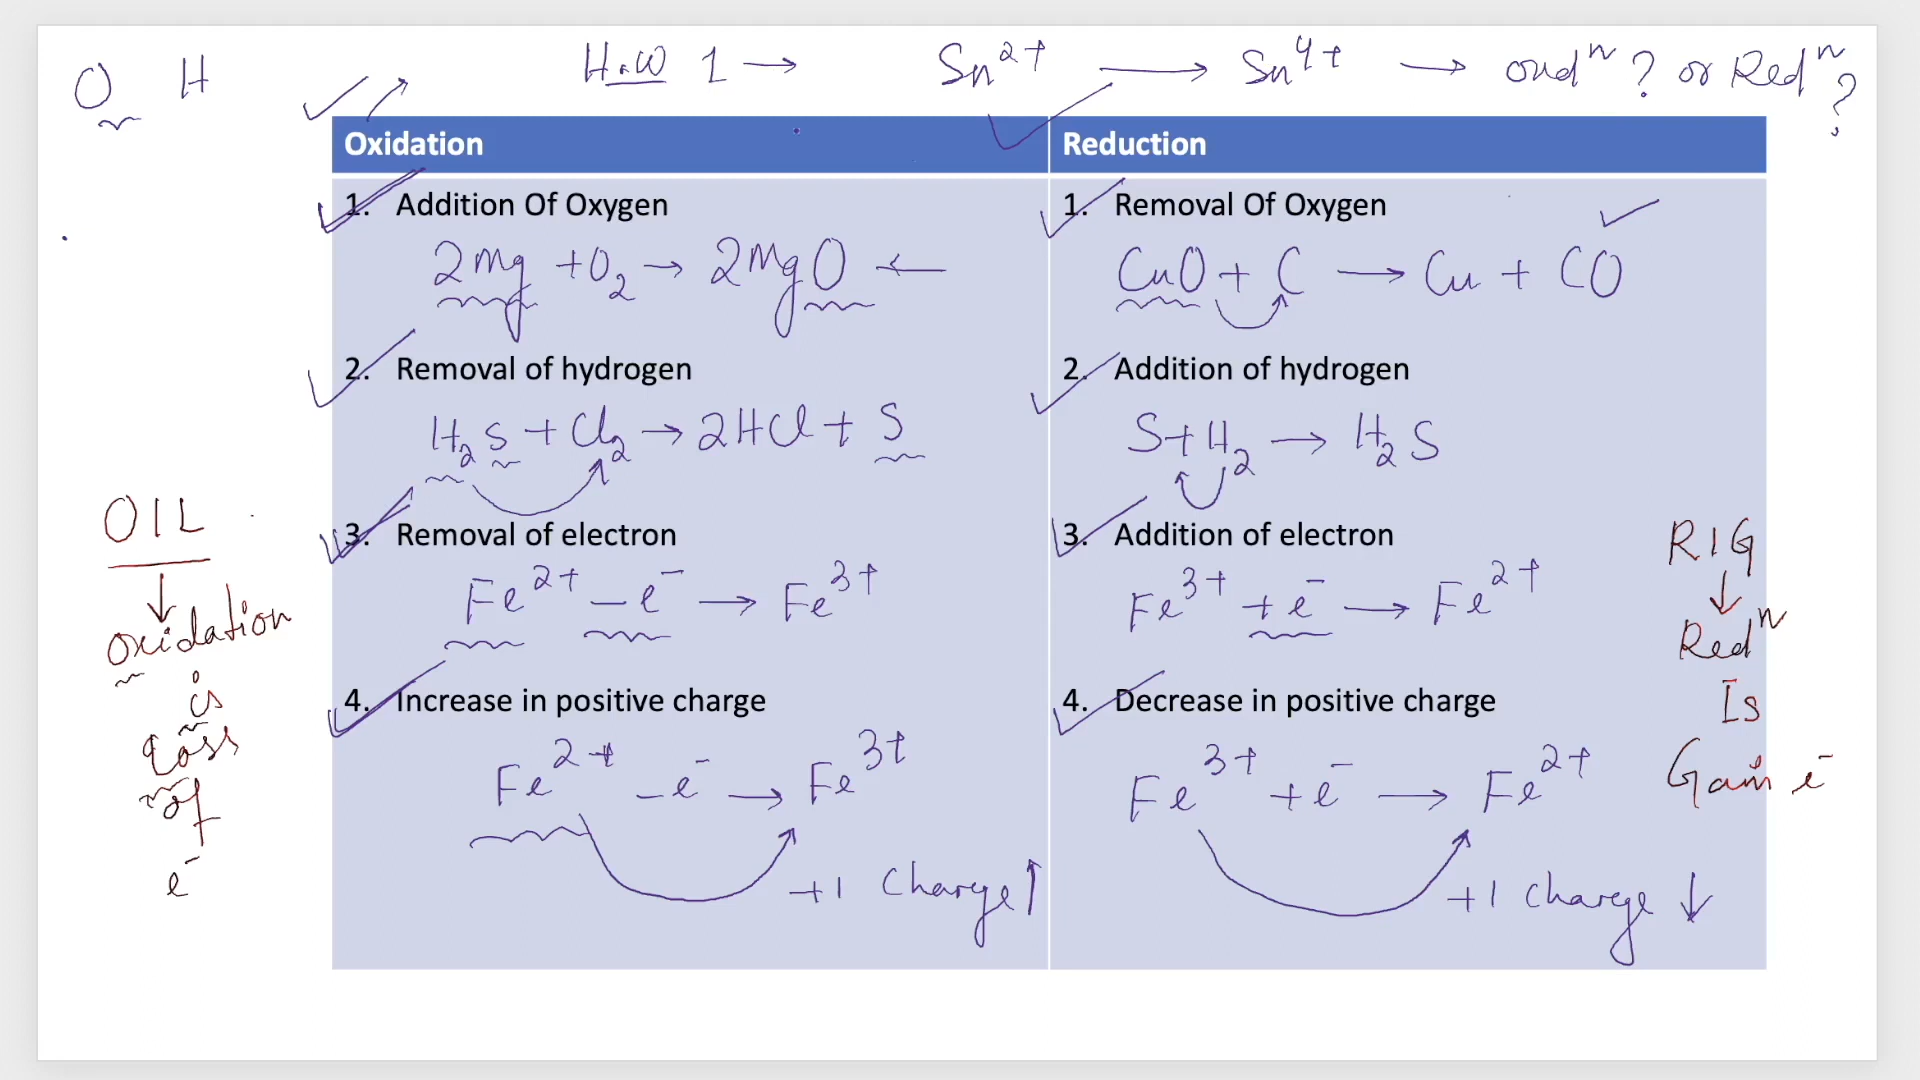 O H
H.W 1 → Sn²⁺ → Sn⁴⁺ → oxidⁿ ? or Redⁿ ?
Oxidation
1. Addition Of Oxygen
2Mg + O₂ → 2MgO ←
2. Removal of hydrogen
H₂S + Cl₂ → 2HCl + S
3. Removal of electron
Fe²⁺ – e⁻ → Fe³⁺
4. Increase in positive charge
Fe²⁺ – e⁻ → Fe³⁺
+1 Charge ↑
Reduction
1. Removal Of Oxygen
CuO + C → Cu + CO
2. Addition of hydrogen
S + H₂ → H₂S
3. Addition of electron
Fe³⁺ + e⁻ → Fe²⁺
4. Decrease in positive charge
Fe³⁺ + e⁻ → Fe²⁺
+1 charge ↓
OIL
↓
Oxidation
is
Loss
of
e⁻
RIG
↓
Redⁿ
Is
Gain e⁻